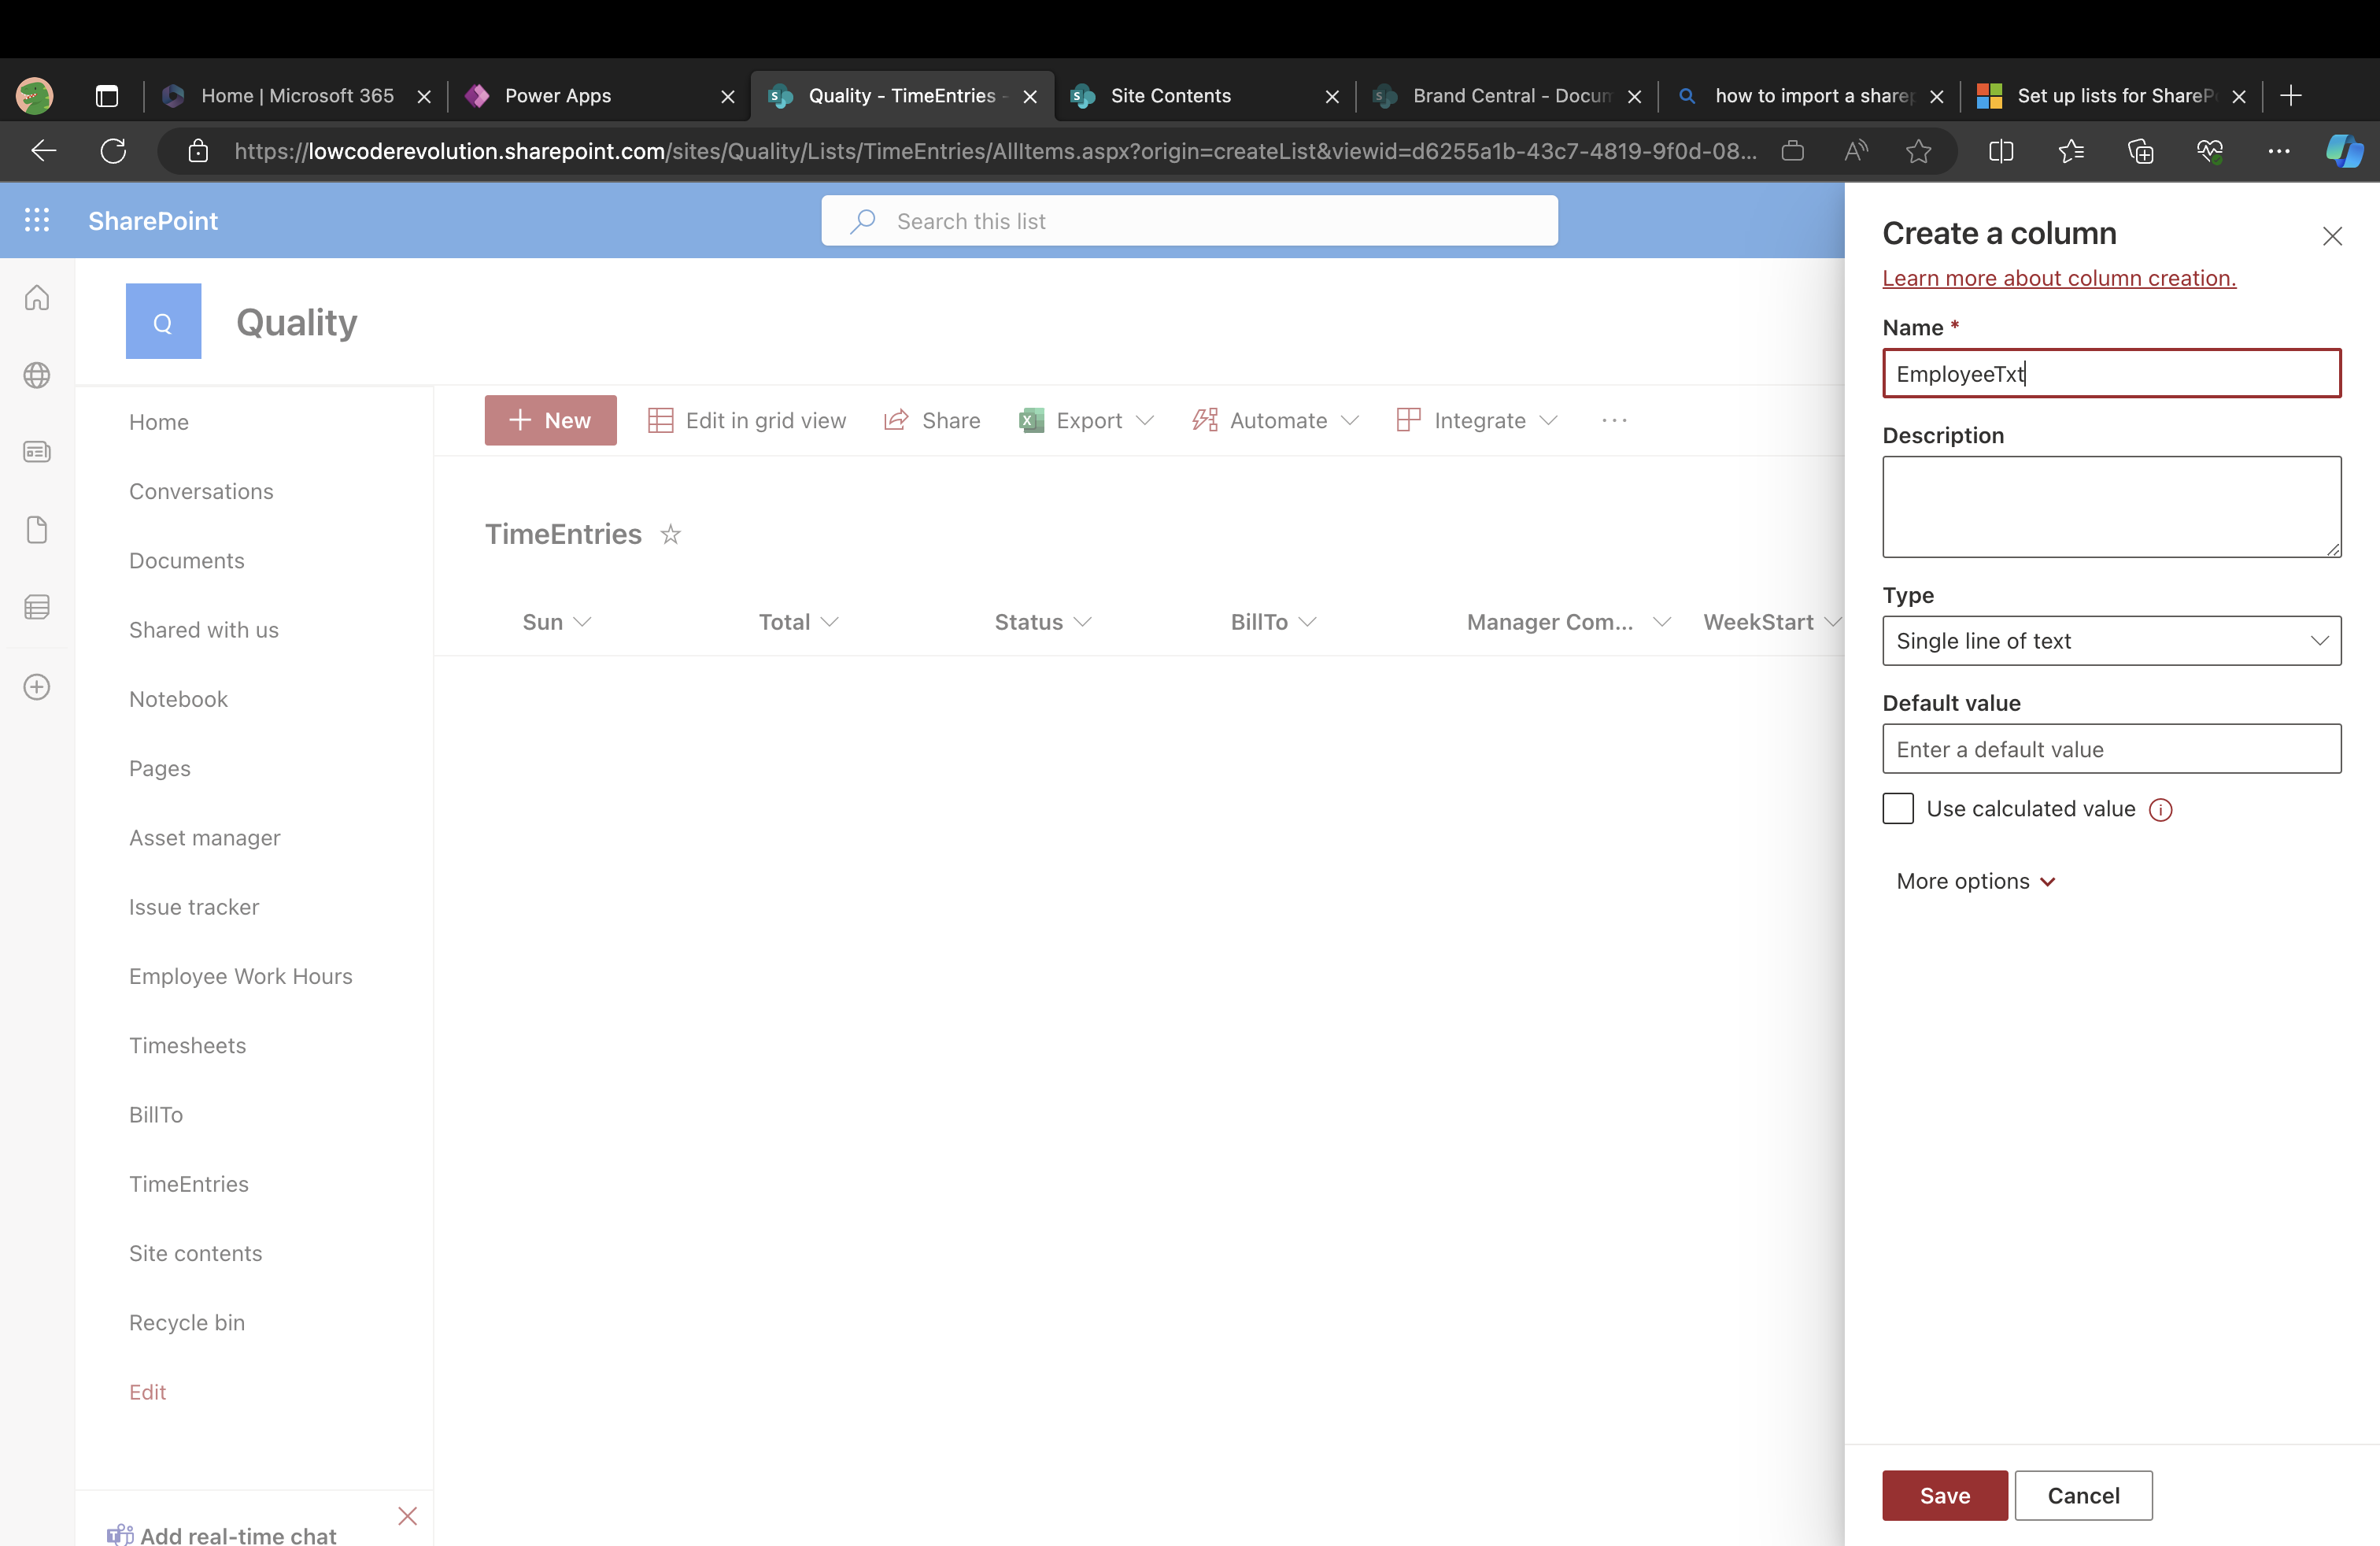 Home | Microsoft 365
Power Apps
Quality - TimeEntries -
Site Contents
Brand Central - Docum
how to import a sharep
Set up lists for ShareP
https://lowcoderevolution.sharepoint.com/sites/Quality/Lists/TimeEntries/AllItems.aspx?origin=createList&viewid=d6255a1b-43c7-4819-9f0d-08...
SharePoint
Search this list
Q
Quality
Home
Conversations
Documents
Shared with us
Notebook
Pages
Asset manager
Issue tracker
Employee Work Hours
Timesheets
BillTo
TimeEntries
Site contents
Recycle bin
Edit
Add real-time chat
New
Edit in grid view
Share
Export
Automate
Integrate
TimeEntries
Sun
Total
Status
BillTo
Manager Com...
WeekStart
Create a column
Learn more about column creation.
Name *
EmployeeTxt
Description
Type
Single line of text
Default value
Enter a default value
Use calculated value
More options
Save
Cancel